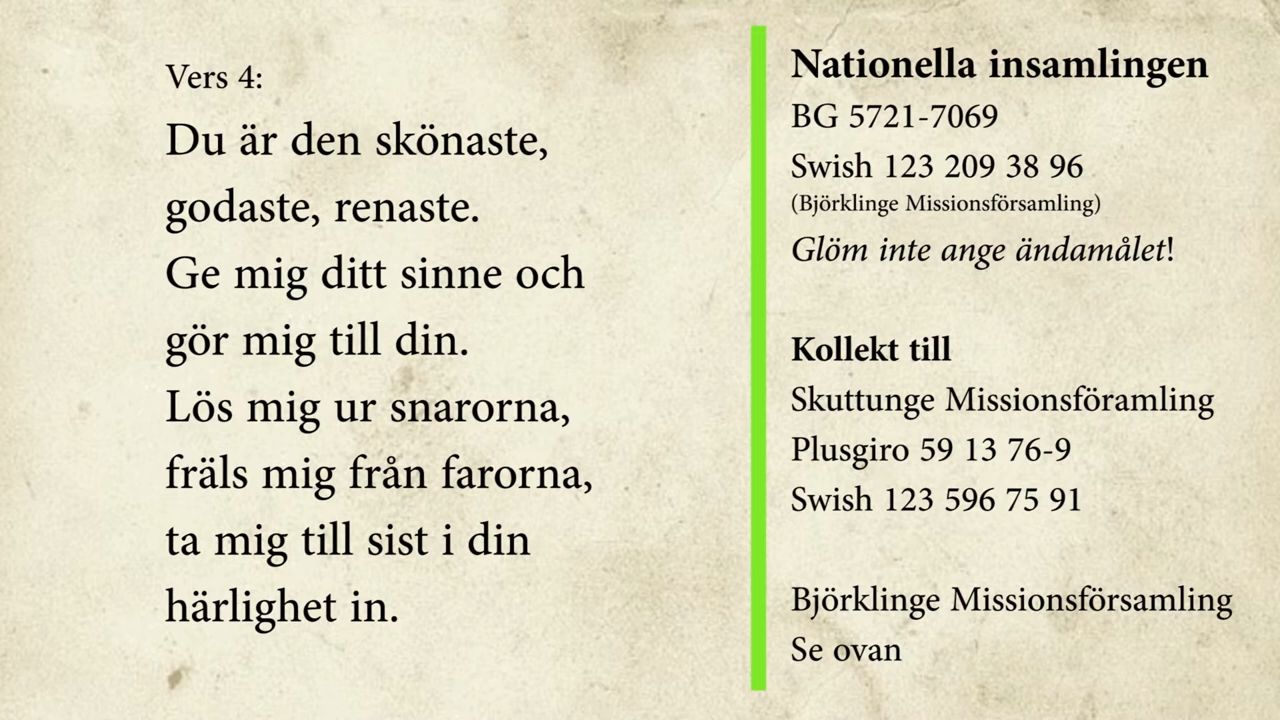 Vers 4:
Du är den skönaste,
godaste, renaste.
Ge mig ditt sinne och
gör mig till din.
Lös mig ur snarorna,
fräls mig från farorna,
ta mig till sist i din
härlighet in.
Nationella insamlingen
BG 5721-7069
Swish 123 209 38 96
(Björklinge Missionsförsamling)
Glöm inte ange ändamålet!
Kollekt till
Skuttunge Missionsföramling
Plusgiro 59 13 76-9
Swish 123 596 75 91
Björklinge Missionsförsamling
Se ovan